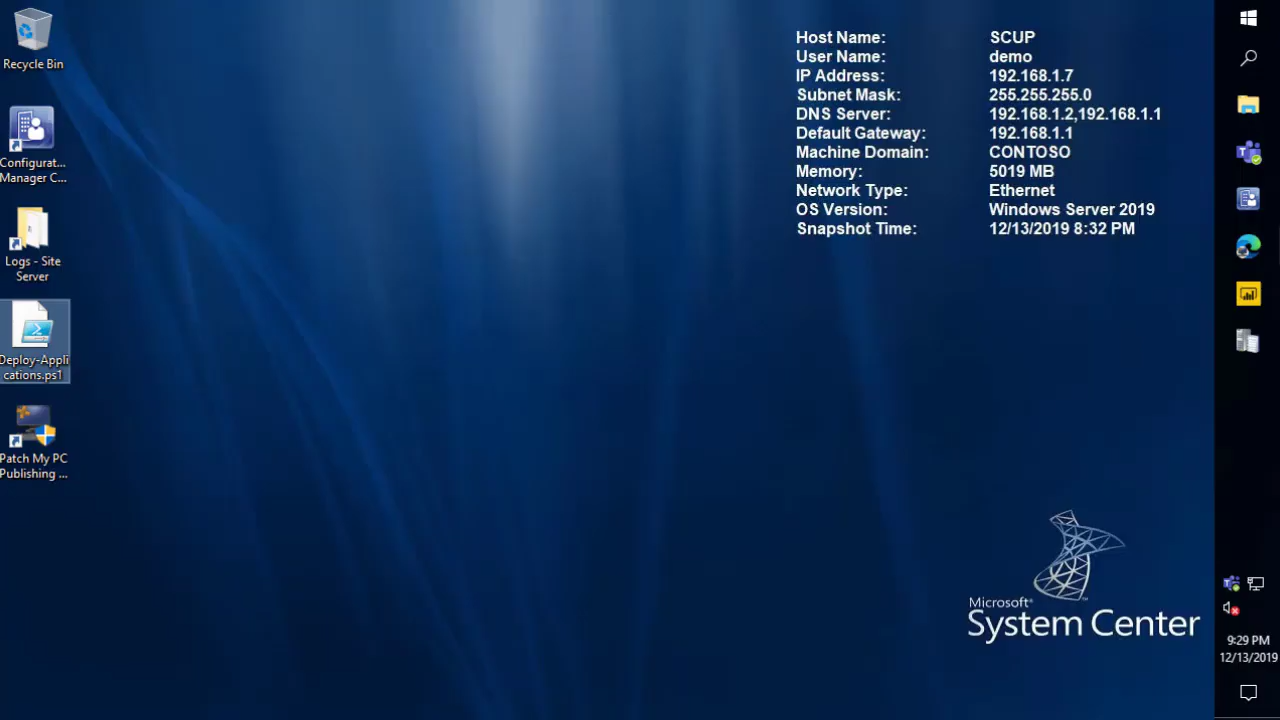 Recycle Bin
Configurat...
Manager C...
Logs - Site
Server
Deploy-Appli
cations.ps1
Patch My PC
Publishing ...
Host Name: SCUP
User Name: demo
IP Address: 192.168.1.7
Subnet Mask: 255.255.255.0
DNS Server: 192.168.1.2,192.168.1.1
Default Gateway: 192.168.1.1
Machine Domain: CONTOSO
Memory: 5019 MB
Network Type: Ethernet
OS Version: Windows Server 2019
Snapshot Time: 12/13/2019 8:32 PM
Microsoft®
System Center™
9:29 PM
12/13/2019